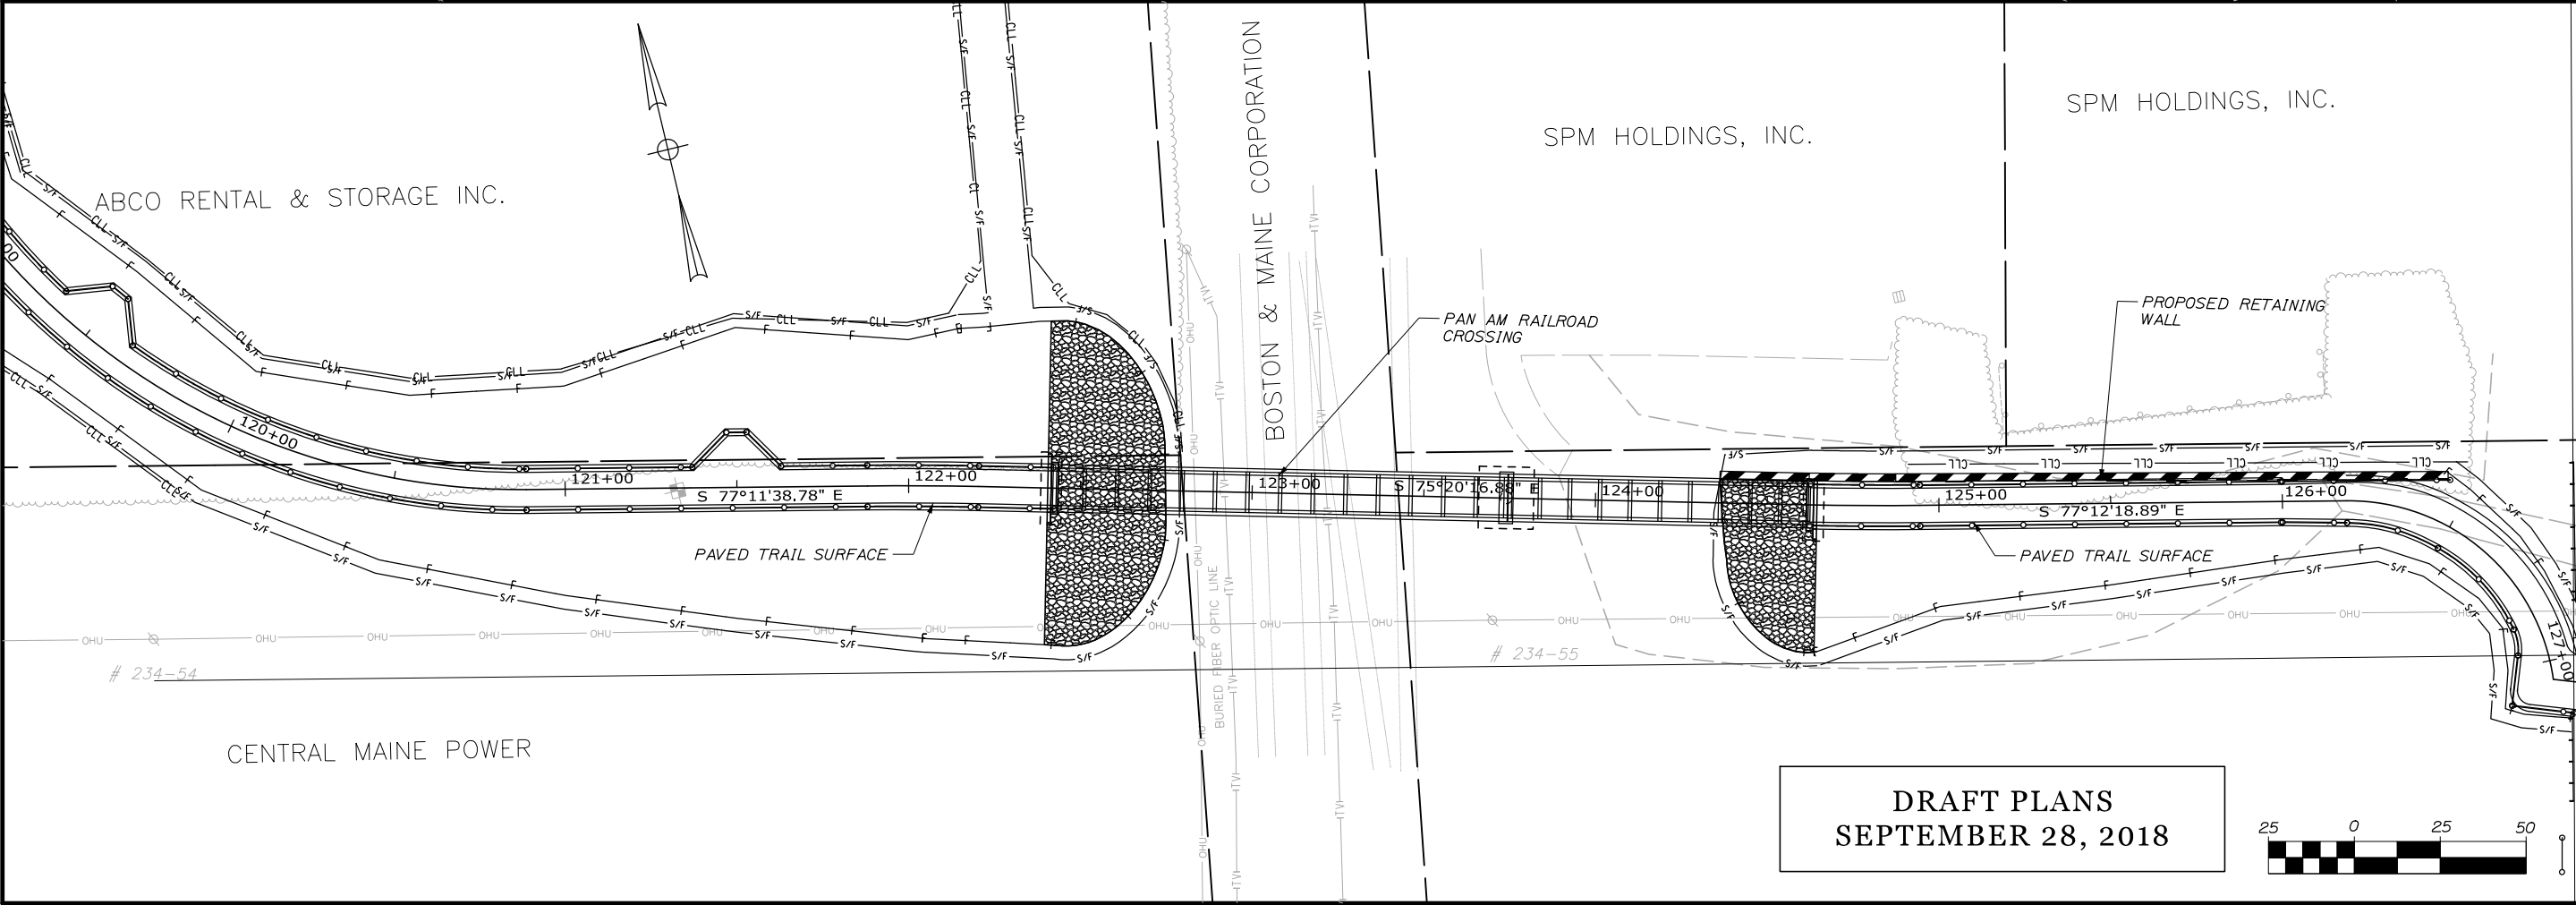 ABCO RENTAL & STORAGE INC.
BOSTON & MAINE CORPORATION
SPM HOLDINGS, INC.
SPM HOLDINGS, INC.
PAN AM RAILROAD
CROSSING
PROPOSED RETAINING
WALL
120+00
121+00
122+00
123+00
124+00
125+00
126+00
127+00
S 77°11'38.78" E
S 77°12'18.89" E
PAVED TRAIL SURFACE
PAVED TRAIL SURFACE
BURIED FIBER OPTIC LINE
# 234-54
# 234-55
CENTRAL MAINE POWER
DRAFT PLANS
SEPTEMBER 28, 2018
25 0 25 50